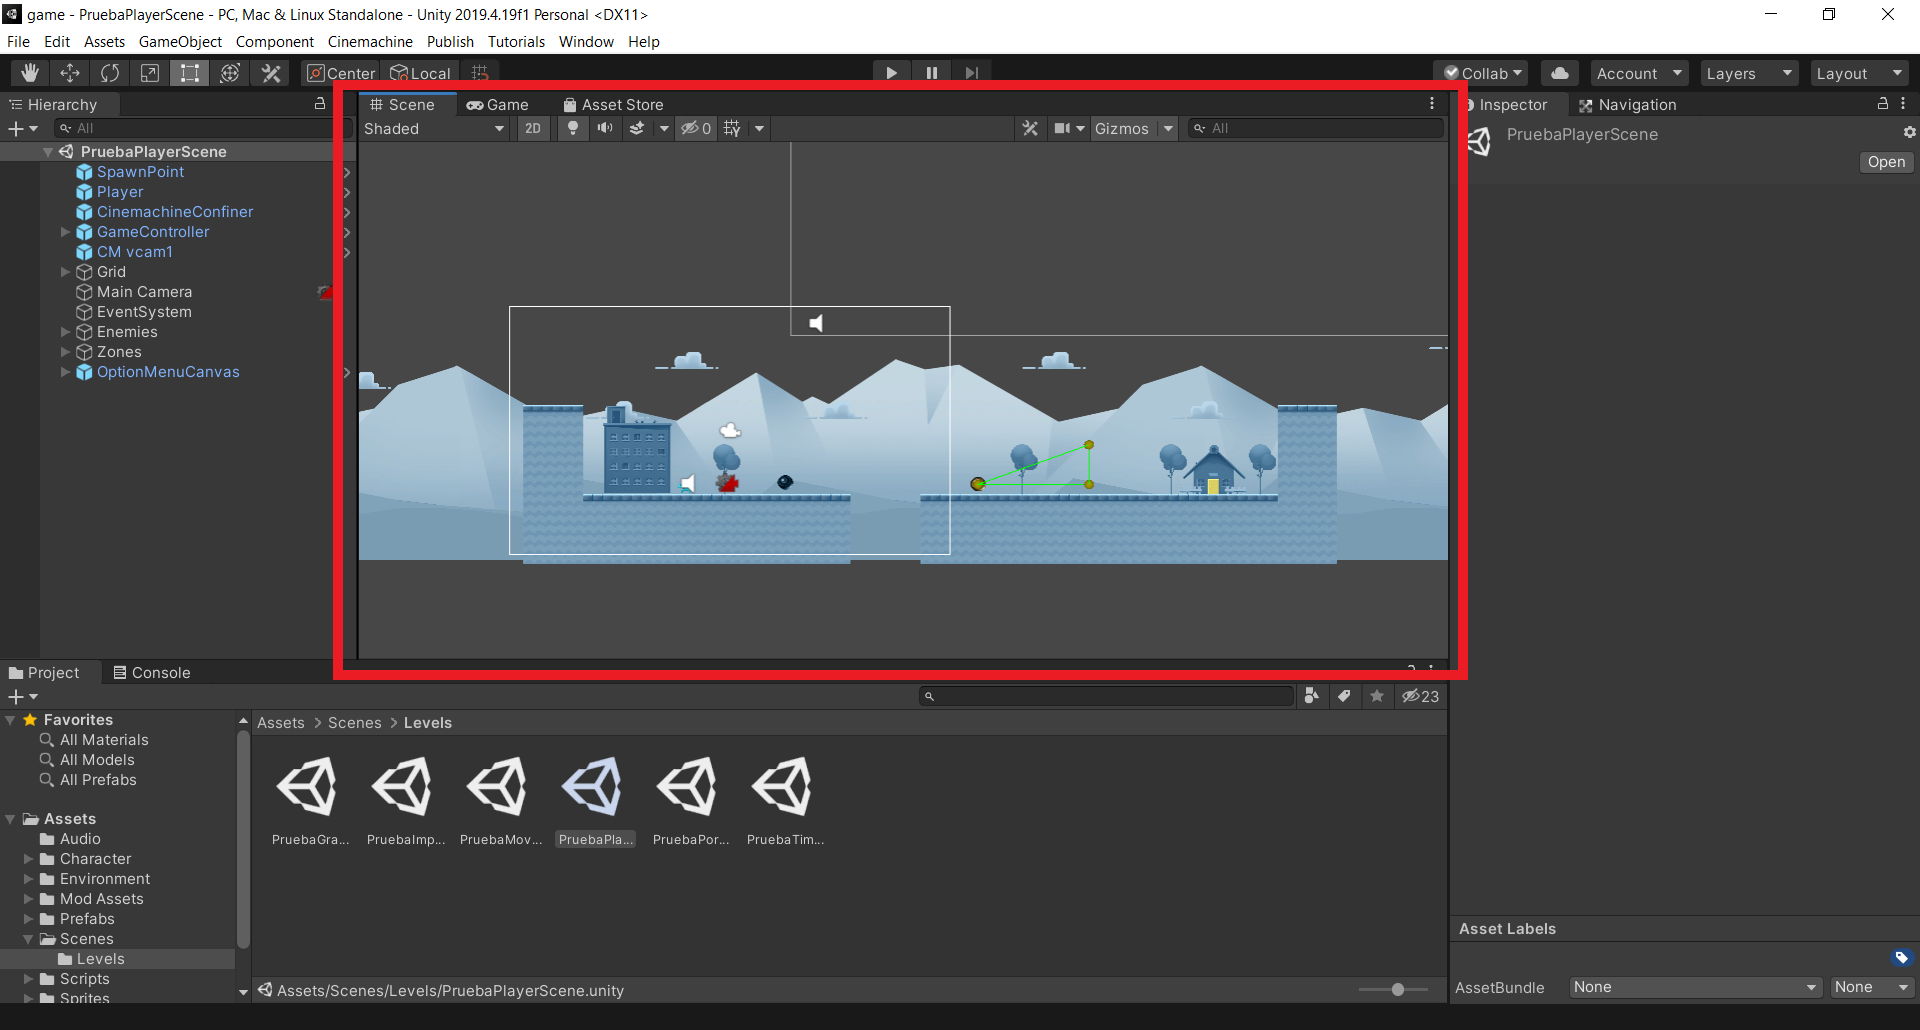 game - PruebaPlayerScene - PC, Mac & Linux Standalone - Unity 2019.4.19f1 Personal <DX11>
File Edit Assets GameObject Component Cinemachine Publish Tutorials Window Help
Center Local Collab Account Layers Layout
Hierarchy
All
PruebaPlayerScene
SpawnPoint
Player
CinemachineConfiner
GameController
CM vcam1
Grid
Main Camera
EventSystem
Enemies
Zones
OptionMenuCanvas
Scene Game Asset Store
Shaded 2D 0 Gizmos All
Inspector Navigation
PruebaPlayerScene
Open
Project Console
23
Favorites
All Materials
All Models
All Prefabs
Assets
Audio
Character
Environment
Mod Assets
Prefabs
Scenes
Levels
Scripts
Sprites
Assets > Scenes > Levels
PruebaGra... PruebaImp... PruebaMov... PruebaPla... PruebaPor... PruebaTim...
Assets/Scenes/Levels/PruebaPlayerScene.unity
Asset Labels
AssetBundle None None